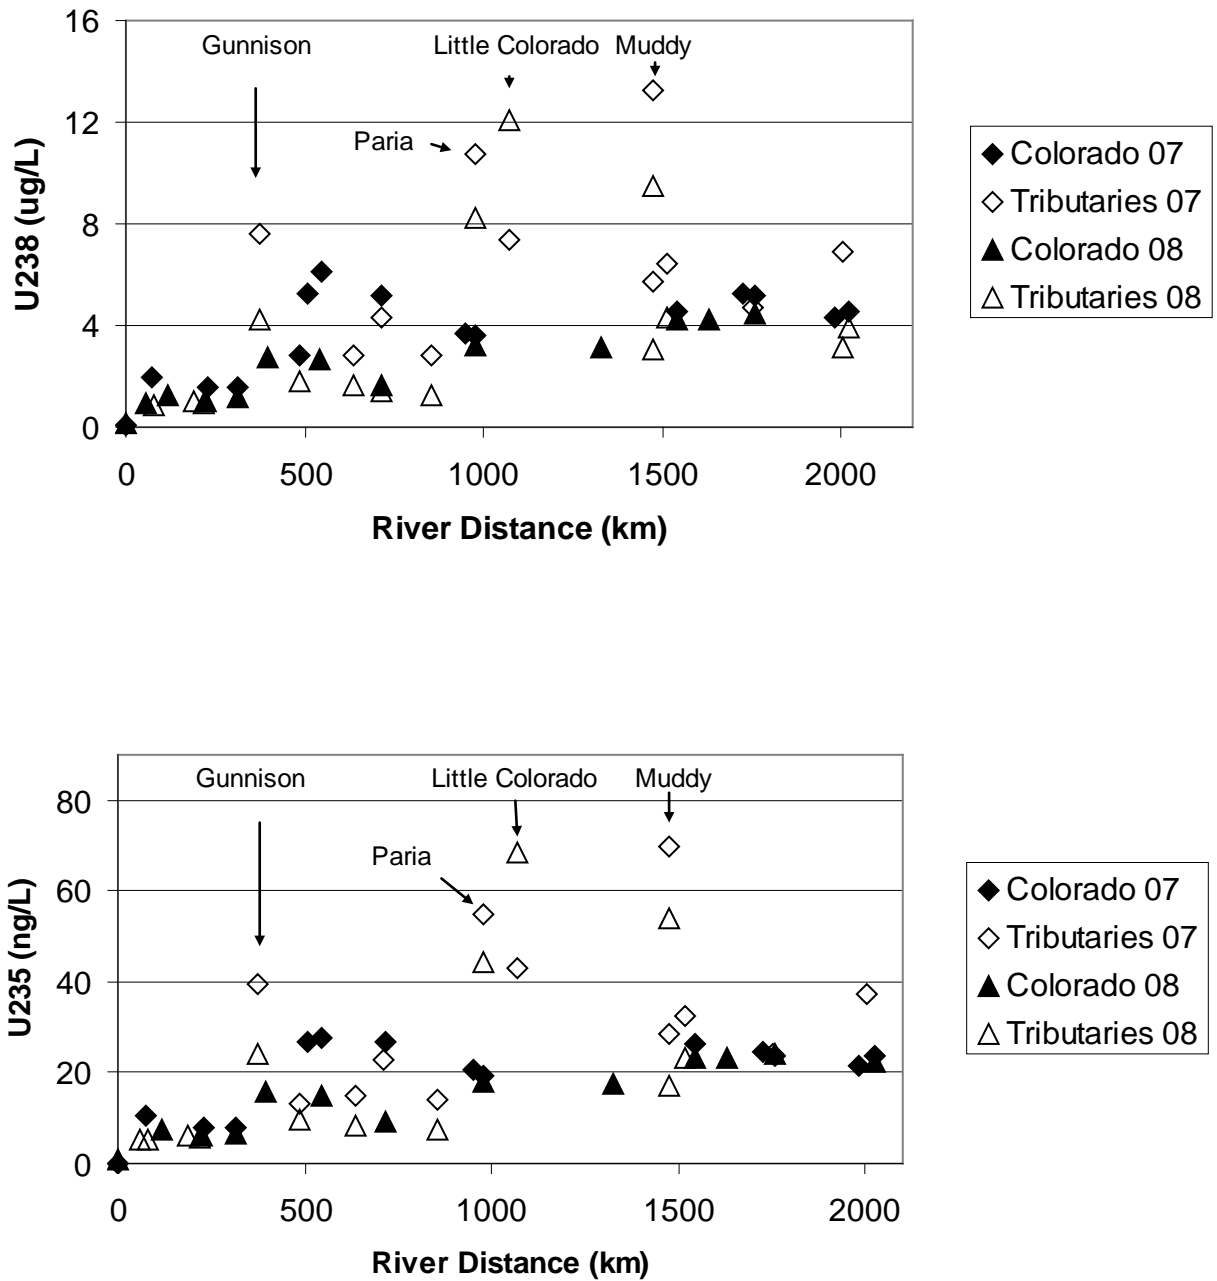 16
Gunnison
Little Colorado
Muddy
12
Paria
8
4
0
U238 (ug/L)
0
500
1000
1500
2000
River Distance (km)
Colorado 07
Tributaries 07
Colorado 08
Tributaries 08
Gunnison
Little Colorado
Muddy
80
Paria
60
40
20
0
U235 (ng/L)
0
500
1000
1500
2000
River Distance (km)
Colorado 07
Tributaries 07
Colorado 08
Tributaries 08